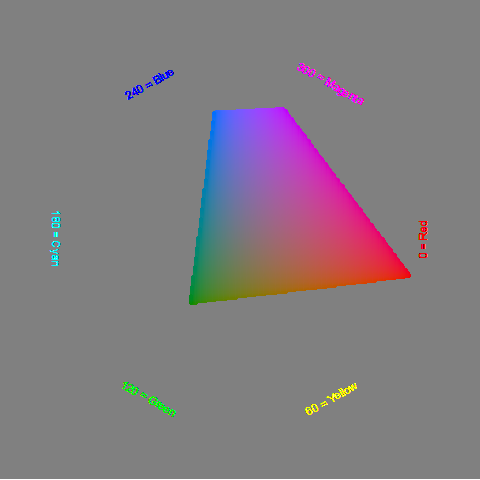 240 = Blue
300 = Magenta
180 = Cyan
0 = Red
120 = Green
60 = Yellow